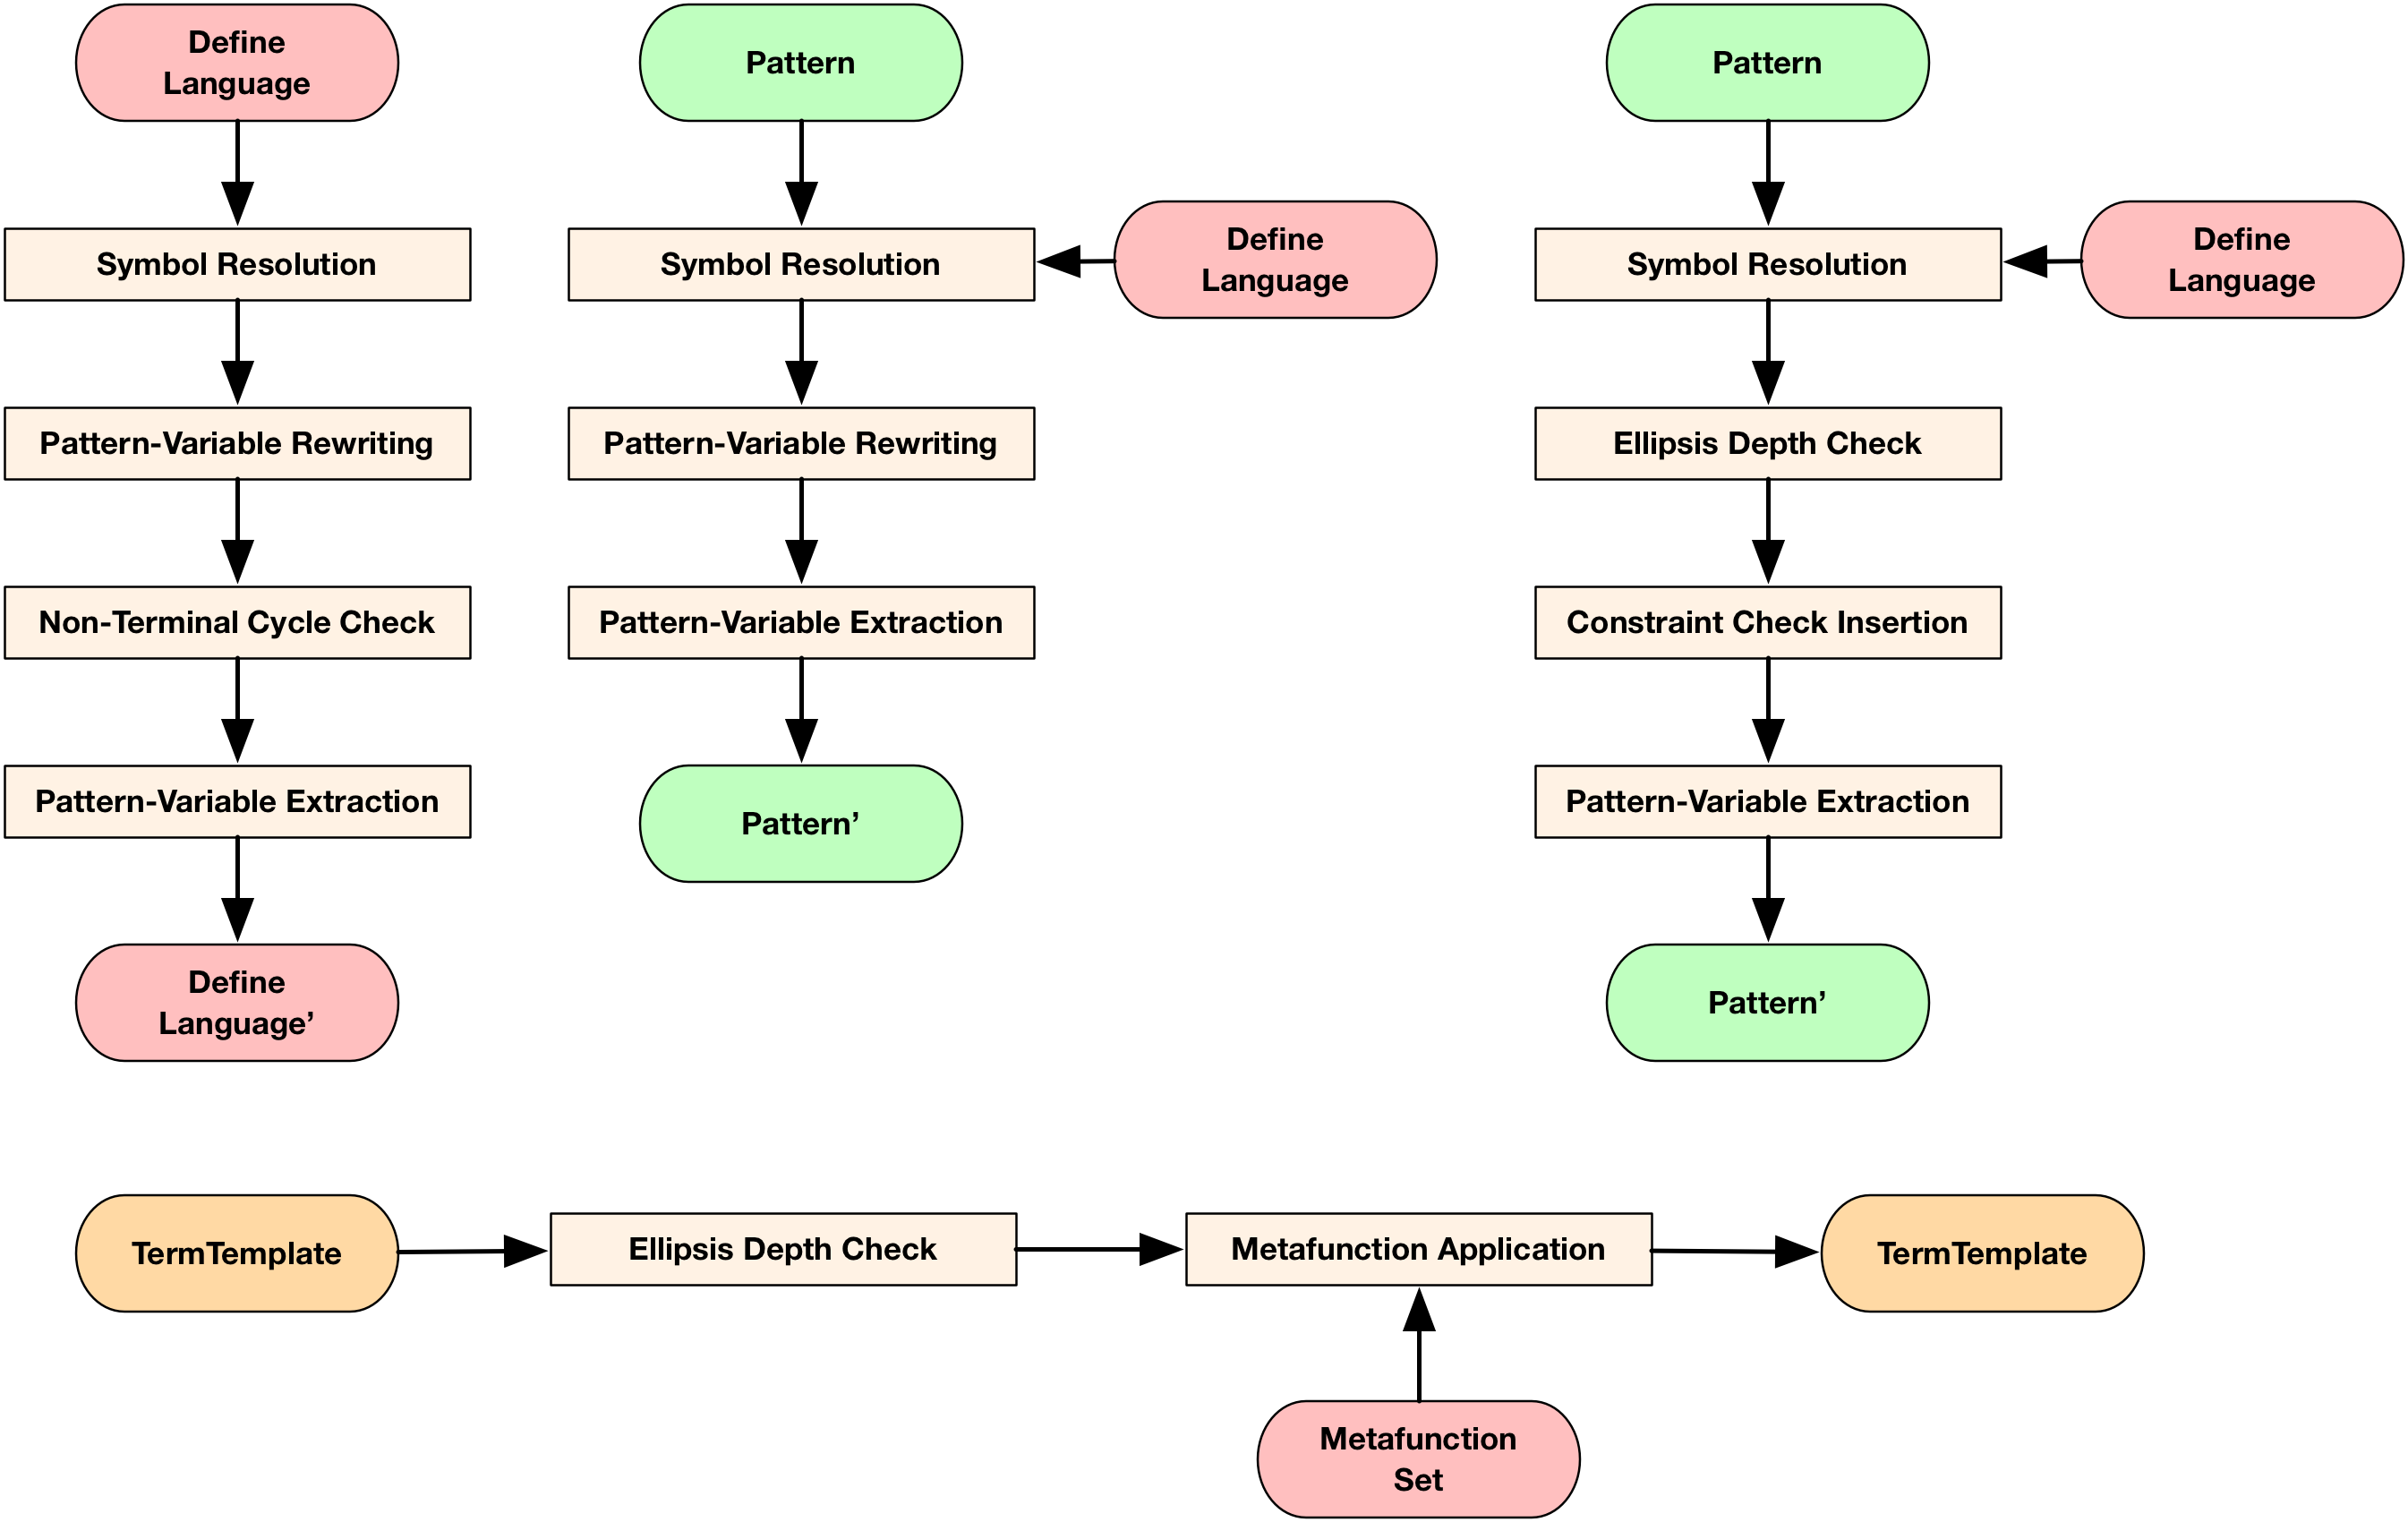 Define
Language
Symbol Resolution
Pattern-Variable Rewriting
Non-Terminal Cycle Check
Pattern-Variable Extraction
Define
Language’
Pattern
Symbol Resolution
Define
Language
Pattern-Variable Rewriting
Pattern-Variable Extraction
Pattern’
Pattern
Symbol Resolution
Define
Language
Ellipsis Depth Check
Constraint Check Insertion
Pattern-Variable Extraction
Pattern’
TermTemplate
Ellipsis Depth Check
Metafunction Application
TermTemplate
Metafunction
Set